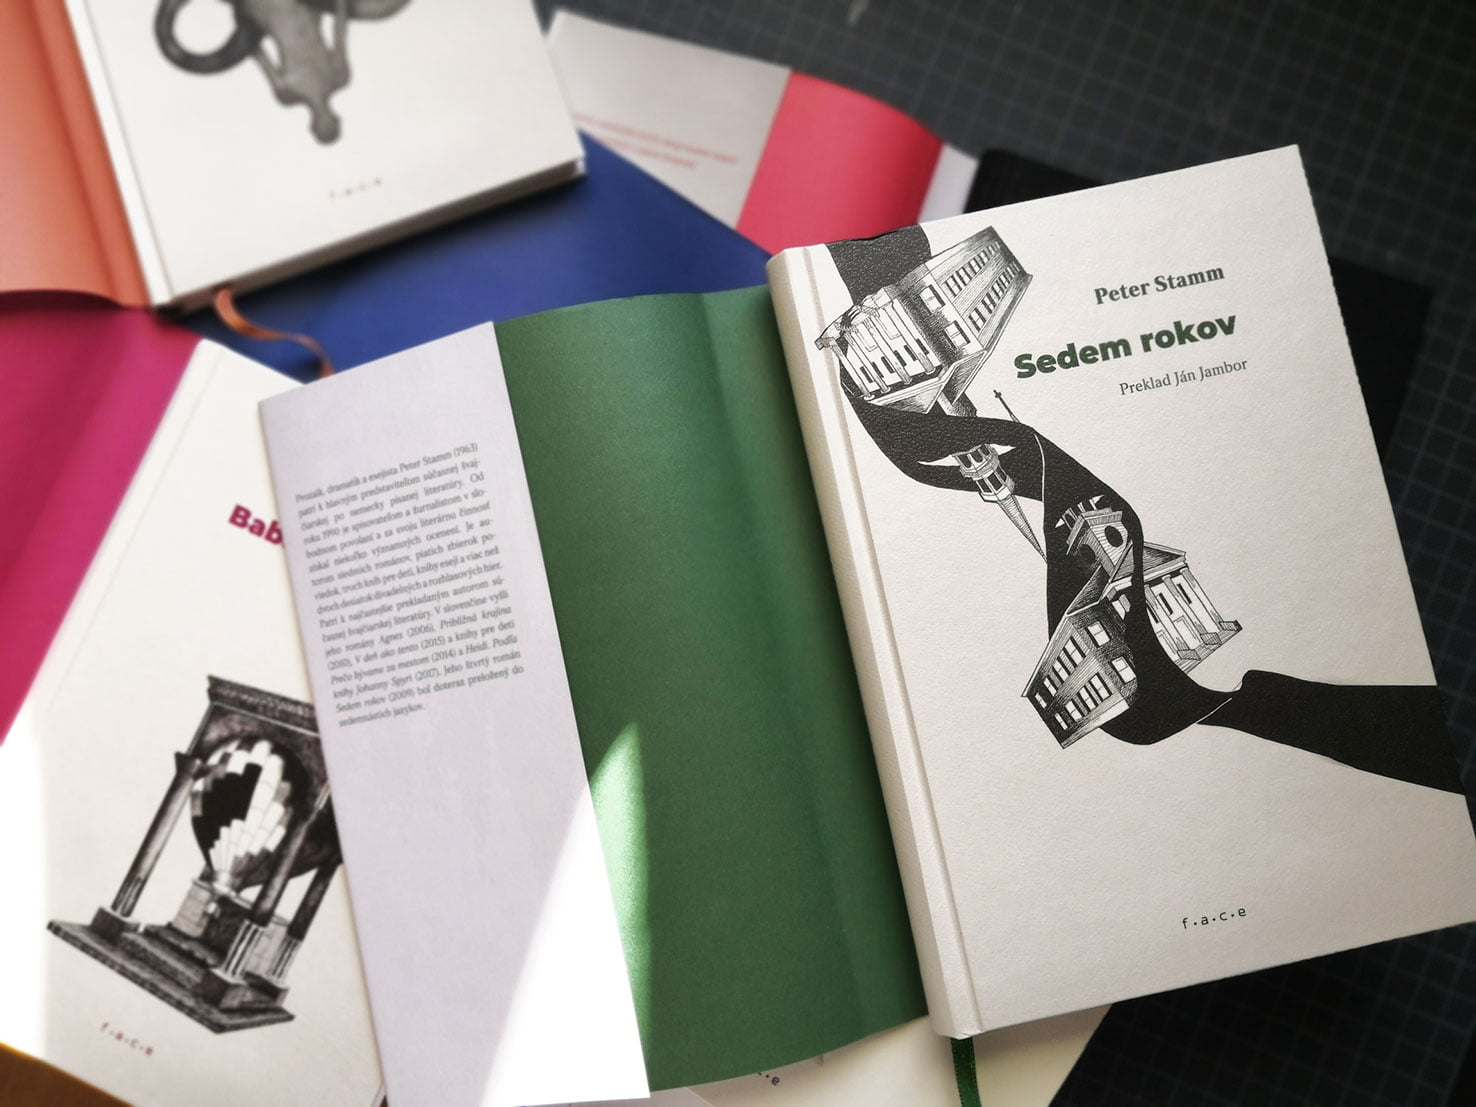 f.a.c.e
Peter Stamm
Sedem rokov
Preklad Ján Jambor
f.a.c.e
Prozaik, dramatik a esejista Peter Stamm (1963)
patrí k hlavným predstaviteľom súčasnej švaj-
čiarskej po nemecky písanej literatúry. Od
roku 1990 je spisovateľom a žurnalistom v slo-
bodnom povolaní a za svoju literárnu činnosť
získal niekoľko významných ocenení. Je au-
torom siedmich románov, piatich zbierok po-
viedok, troch kníh pre deti, knihy esejí a viac než
dvoch desiatok divadelných a rozhlasových hier.
Patrí k najčastejšie prekladaným autorom sú-
časnej švajčiarskej literatúry. V slovenčine vyšli
jeho romány Agnes (2006), Približná krajina
(2010), V deň ako tento (2015) a knihy pre deti
Prečo bývame za mestom (2014) a Heidi. Podľa
knihy Johanny Spyri (2017). Jeho štvrtý román
Sedem rokov (2009) bol doteraz preložený do
sedemnástich jazykov.
Bab
f.a.c.e
c.e